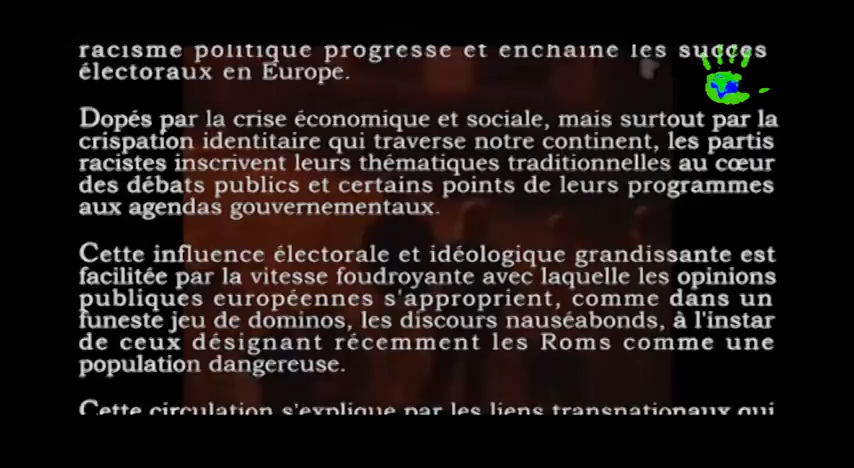 racisme politique progresse et enchaîne les succès
électoraux en Europe.
Dopés par la crise économique et sociale, mais surtout par la
crispation identitaire qui traverse notre continent, les partis
racistes inscrivent leurs thématiques traditionnelles au cœur
des débats publics et certains points de leurs programmes
aux agendas gouvernementaux.
Cette influence électorale et idéologique grandissante est
facilitée par la vitesse foudroyante avec laquelle les opinions
publiques européennes s'approprient, comme dans un
funeste jeu de dominos, les discours nauséabonds, à l'instar
de ceux désignant récemment les Roms comme une
population dangereuse.
Cette circulation s'explique par les liens transnationaux qui